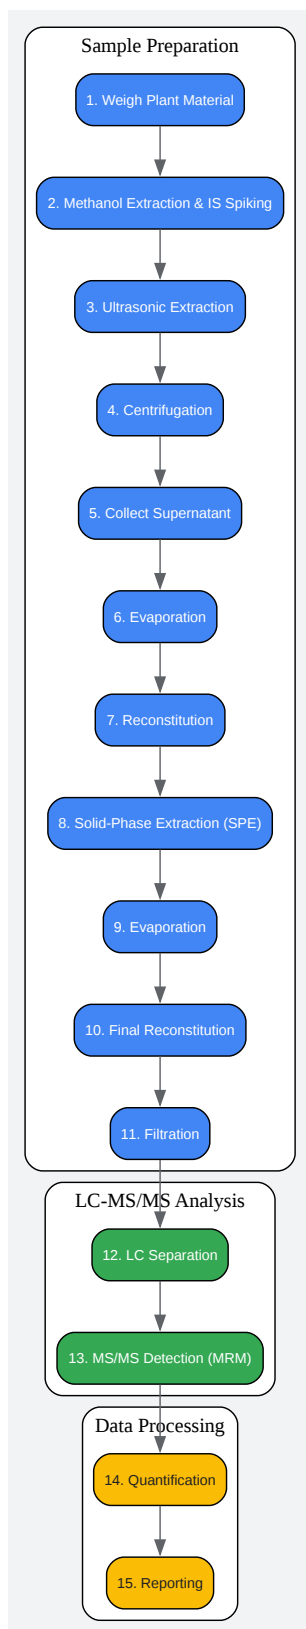 Sample Preparation
1. Weigh Plant Material
2. Methanol Extraction & IS Spiking
3. Ultrasonic Extraction
4. Centrifugation
5. Collect Supernatant
6. Evaporation
7. Reconstitution
8. Solid-Phase Extraction (SPE)
9. Evaporation
10. Final Reconstitution
11. Filtration
LC-MS/MS Analysis
12. LC Separation
13. MS/MS Detection (MRM)
Data Processing
14. Quantification
15. Reporting